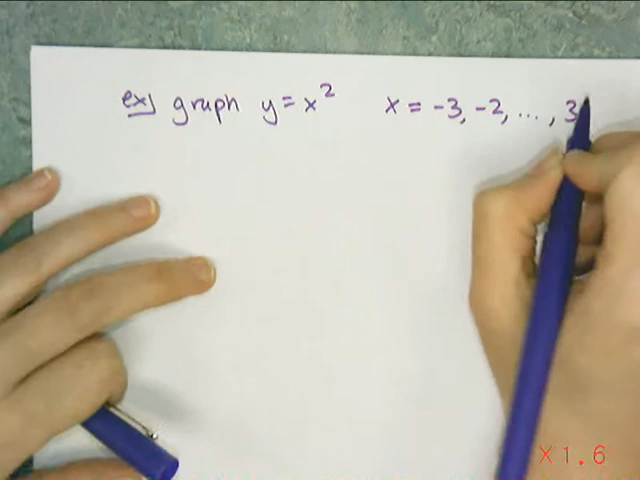 ex) graph y = x² x = -3, -2, ..., 3
X1.6